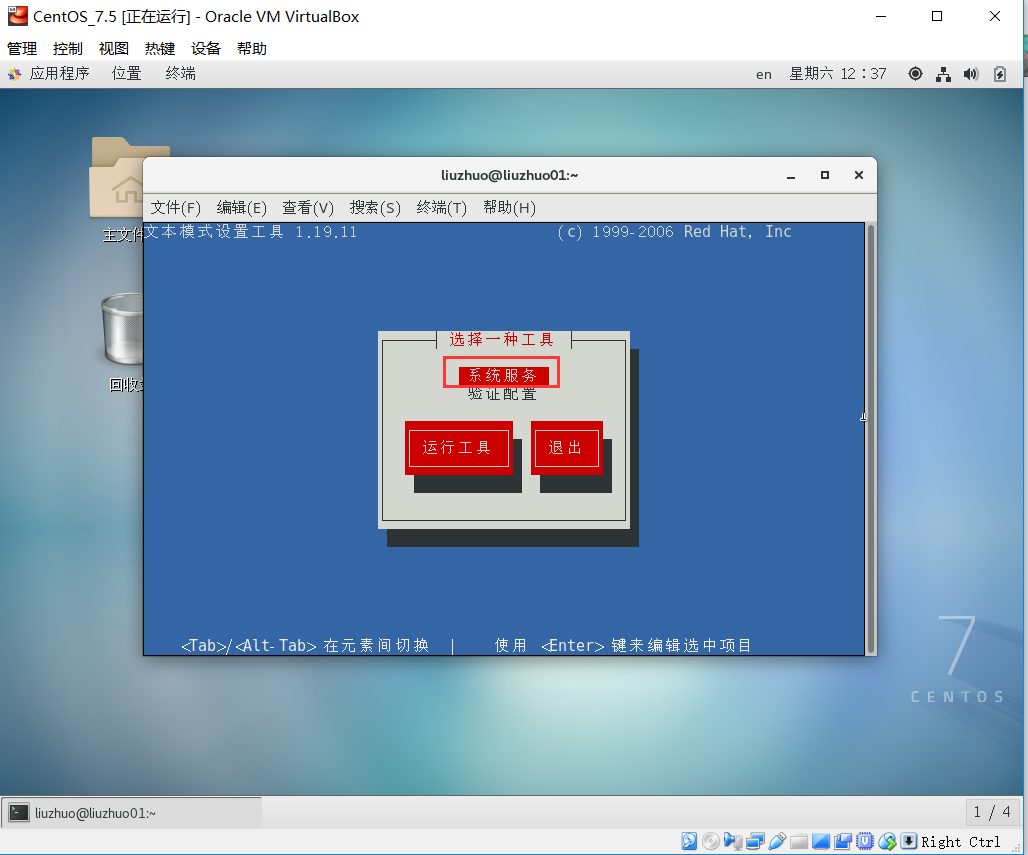 CentOS_7.5 [正在运行] - Oracle VM VirtualBox
管理 控制 视图 热键 设备 帮助
应用程序 位置 终端 en 星期六 12：37
liuzhuo@liuzhuo01:~
文件(F) 编辑(E) 查看(V) 搜索(S) 终端(T) 帮助(H)
主文件
文本模式设置工具 1.19.11 (c) 1999-2006 Red Hat, Inc
选择一种工具
系统服务
验证配置
回收
运行工具 退出
<Tab>/<Alt-Tab> 在元素间切换 | 使用 <Enter> 键来编辑选中项目
7
CENTOS
liuzhuo@liuzhuo01:~ 1 / 4
Right Ctrl